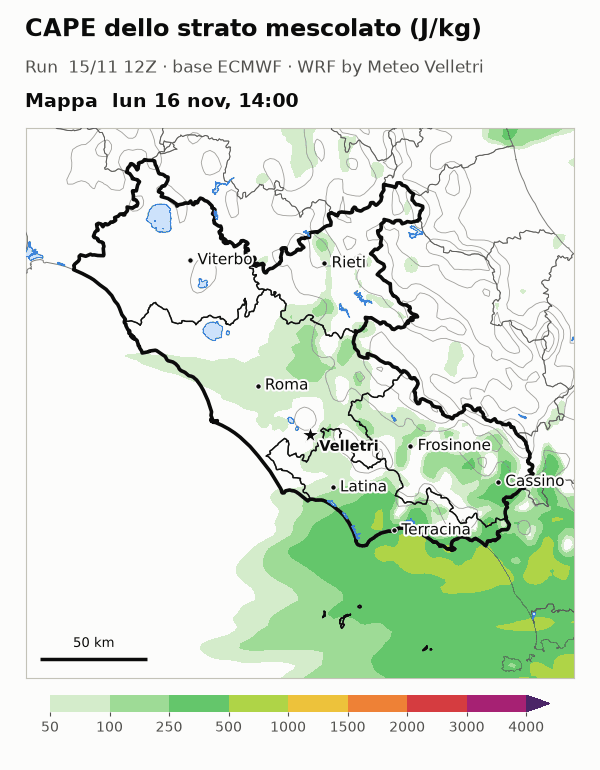 CAPE dello strato mescolato (J/kg)
Run  15/11 12Z · base ECMWF · WRF by Meteo Velletri
Mappa  lun 16 nov, 14:00
Viterbo
Rieti
Roma
Velletri
Frosinone
Latina
Cassino
Terracina
50 km
50 100 250 500 1000 1500 2000 3000 4000